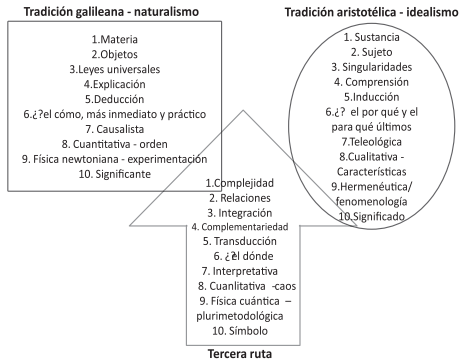 Tradición galileana - naturalismo
1.Materia
2.Objetos
3.Leyes universales
4.Explicación
5.Deducción
6.¿?el cómo, más inmediato y práctico
7. Causalista
8. Cuantitativa - orden
9. Física newtoniana - experimentación
10. Significante
Tradición aristotélica - idealismo
1. Sustancia
2. Sujeto
3. Singularidades
4. Comprensión
5.Inducción
6.¿? el por qué y el
para qué últimos
7.Teleológica
8.Cualitativa -
Características
9.Hermenéutica/
fenomenología
10.Significado
1.Complejidad
2. Relaciones
3. Integración
4. Complementariedad
5. Transducción
6. ¿?el dónde
7. Interpretativa
8. Cuanlitativa -caos
9. Física cuántica –
plurimetodológica
10. Símbolo
Tercera ruta